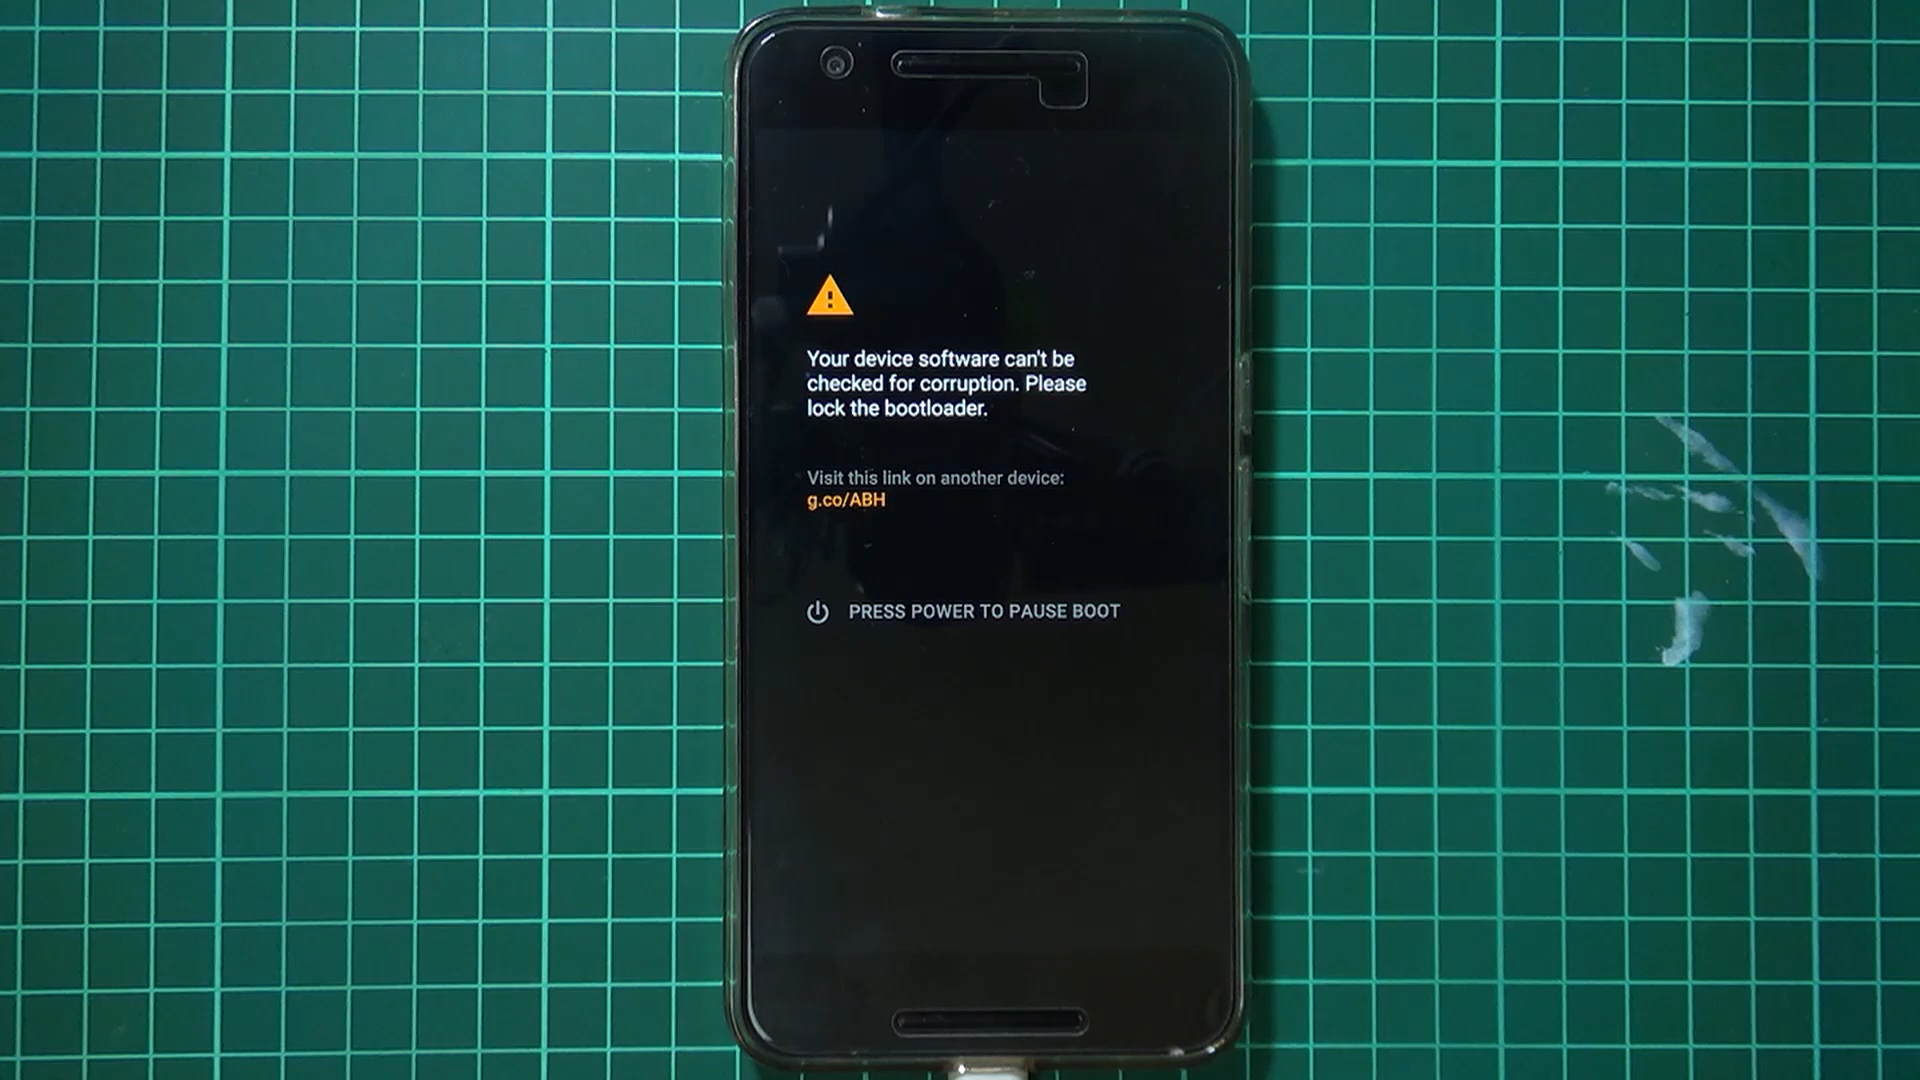 Your device software can't be
checked for corruption. Please
lock the bootloader.
Visit this link on another device:
g.co/ABH
PRESS POWER TO PAUSE BOOT